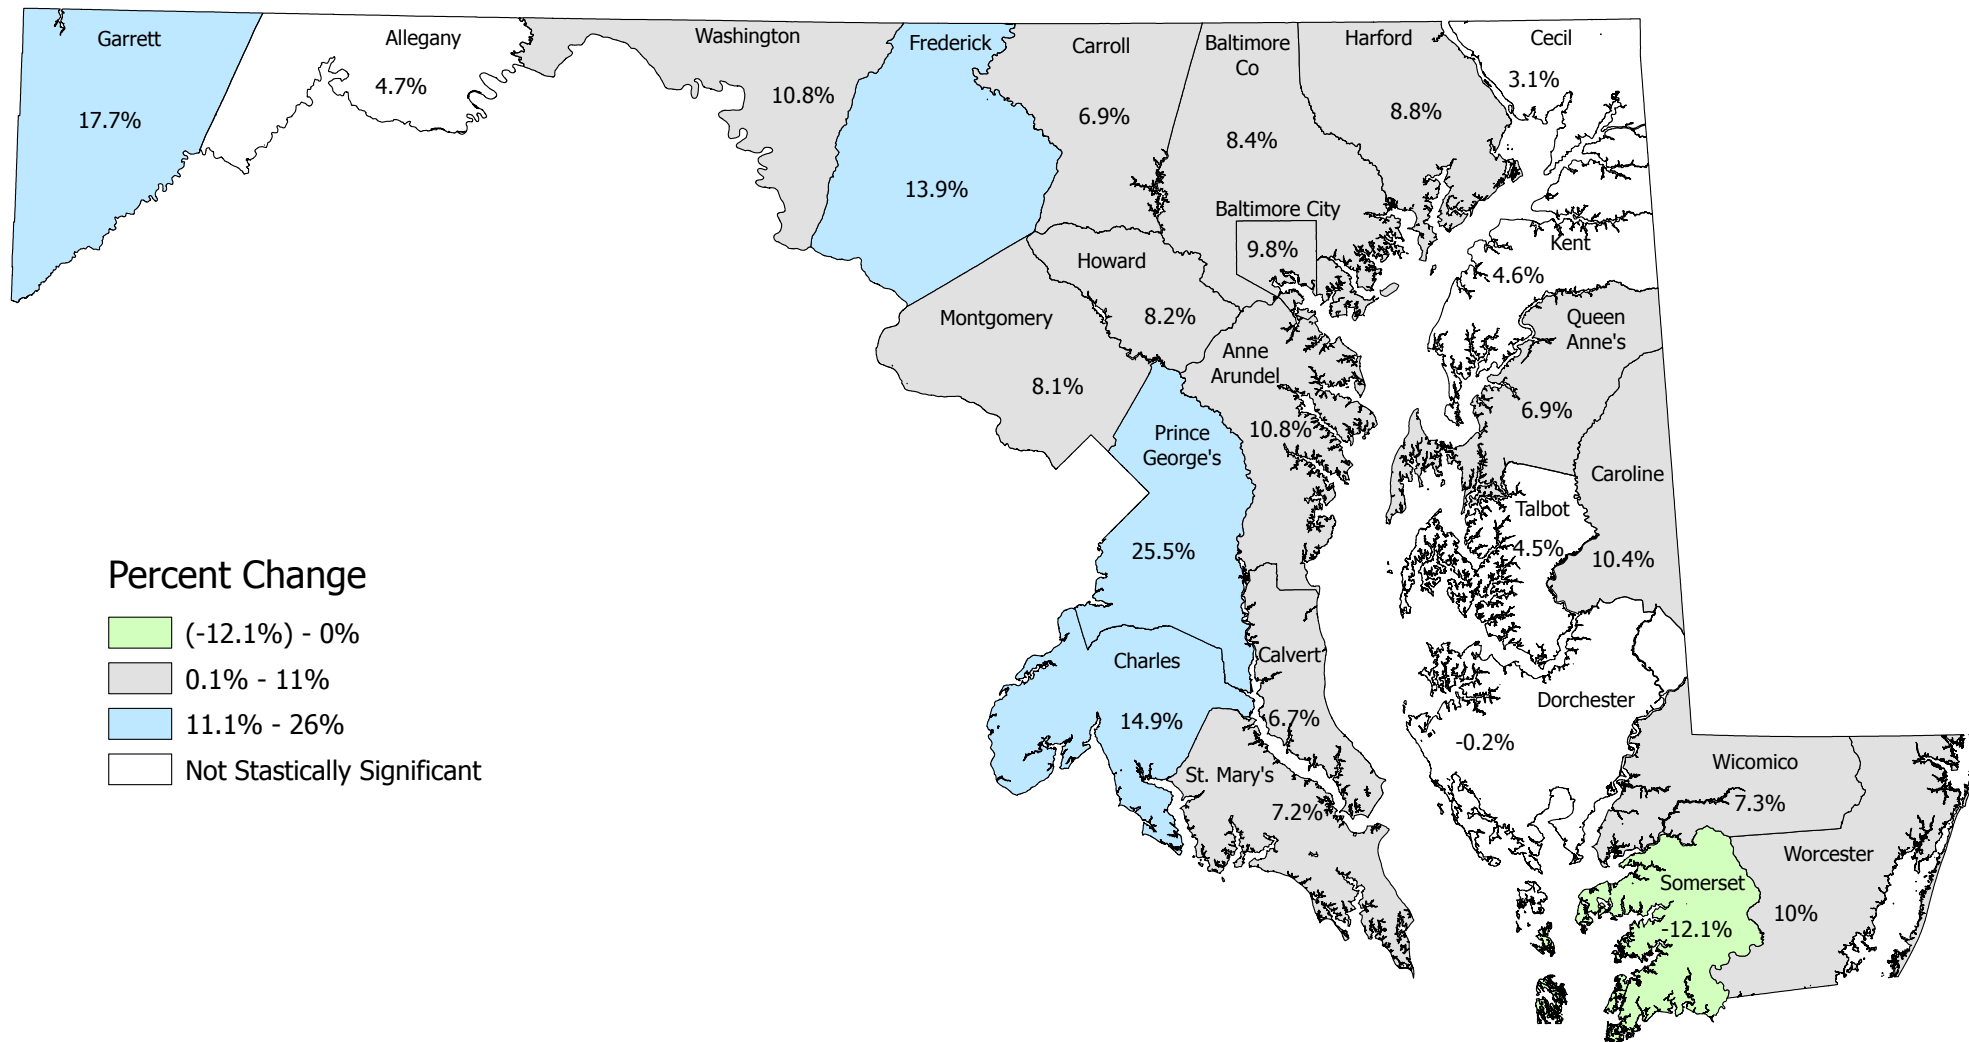 Garrett
17.7%
Allegany
4.7%
Washington
10.8%
Frederick
13.9%
Carroll
6.9%
Baltimore
Co
8.4%
Harford
8.8%
Cecil
3.1%
Baltimore City
9.8%
Kent
4.6%
Howard
8.2%
Montgomery
8.1%
Anne
Arundel
10.8%
Queen
Anne's
6.9%
Prince
George's
25.5%
Caroline
10.4%
Talbot
4.5%
Charles
14.9%
Calvert
6.7%
Dorchester
-0.2%
St. Mary's
7.2%
Wicomico
7.3%
Worcester
10%
Somerset
-12.1%
Percent Change
(-12.1%) - 0%
0.1% - 11%
11.1% - 26%
Not Stastically Significant